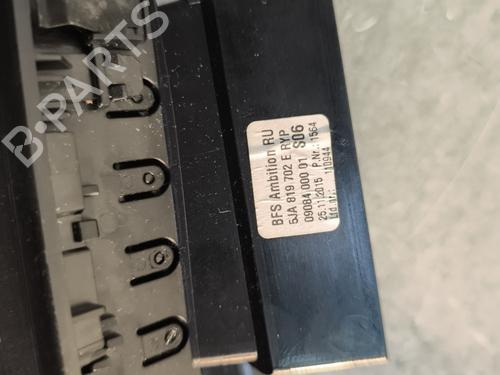 B-PARTS
BFS Ambition RU
5JA 819 702 E RYP
09084 000 01 S06
25.11.2015 P.Nr.: 1564
lfd.nr.: 110944